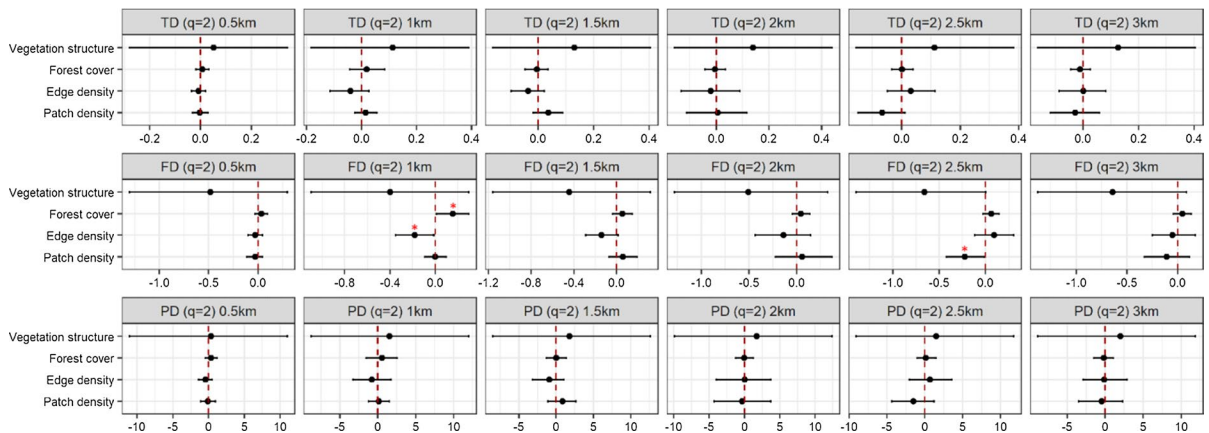 TD (q=2) 0.5km TD (q=2) 1km TD (q=2) 1.5km TD (q=2) 2km TD (q=2) 2.5km TD (q=2) 3km
Vegetation structure
Forest cover
Edge density
Patch density
-0.2 0.0 0.2 -0.2 0.0 0.2 0.4 0.0 0.2 0.4 0.0 0.2 0.4 0.0 0.2 0.4 0.0 0.2 0.4
FD (q=2) 0.5km FD (q=2) 1km FD (q=2) 1.5km FD (q=2) 2km FD (q=2) 2.5km FD (q=2) 3km
Vegetation structure
Forest cover *
Edge density *
Patch density *
-1.0 -0.5 0.0 -0.8 -0.4 0.0 -1.2 -0.8 -0.4 0.0 -1.0 -0.5 0.0 -1.0 -0.5 0.0 -1.0 -0.5 0.0
PD (q=2) 0.5km PD (q=2) 1km PD (q=2) 1.5km PD (q=2) 2km PD (q=2) 2.5km PD (q=2) 3km
Vegetation structure
Forest cover
Edge density
Patch density
-10 -5 0 5 10 -5 0 5 10 -5 0 5 10 -10 -5 0 5 10 -10 -5 0 5 10 -5 0 5 10